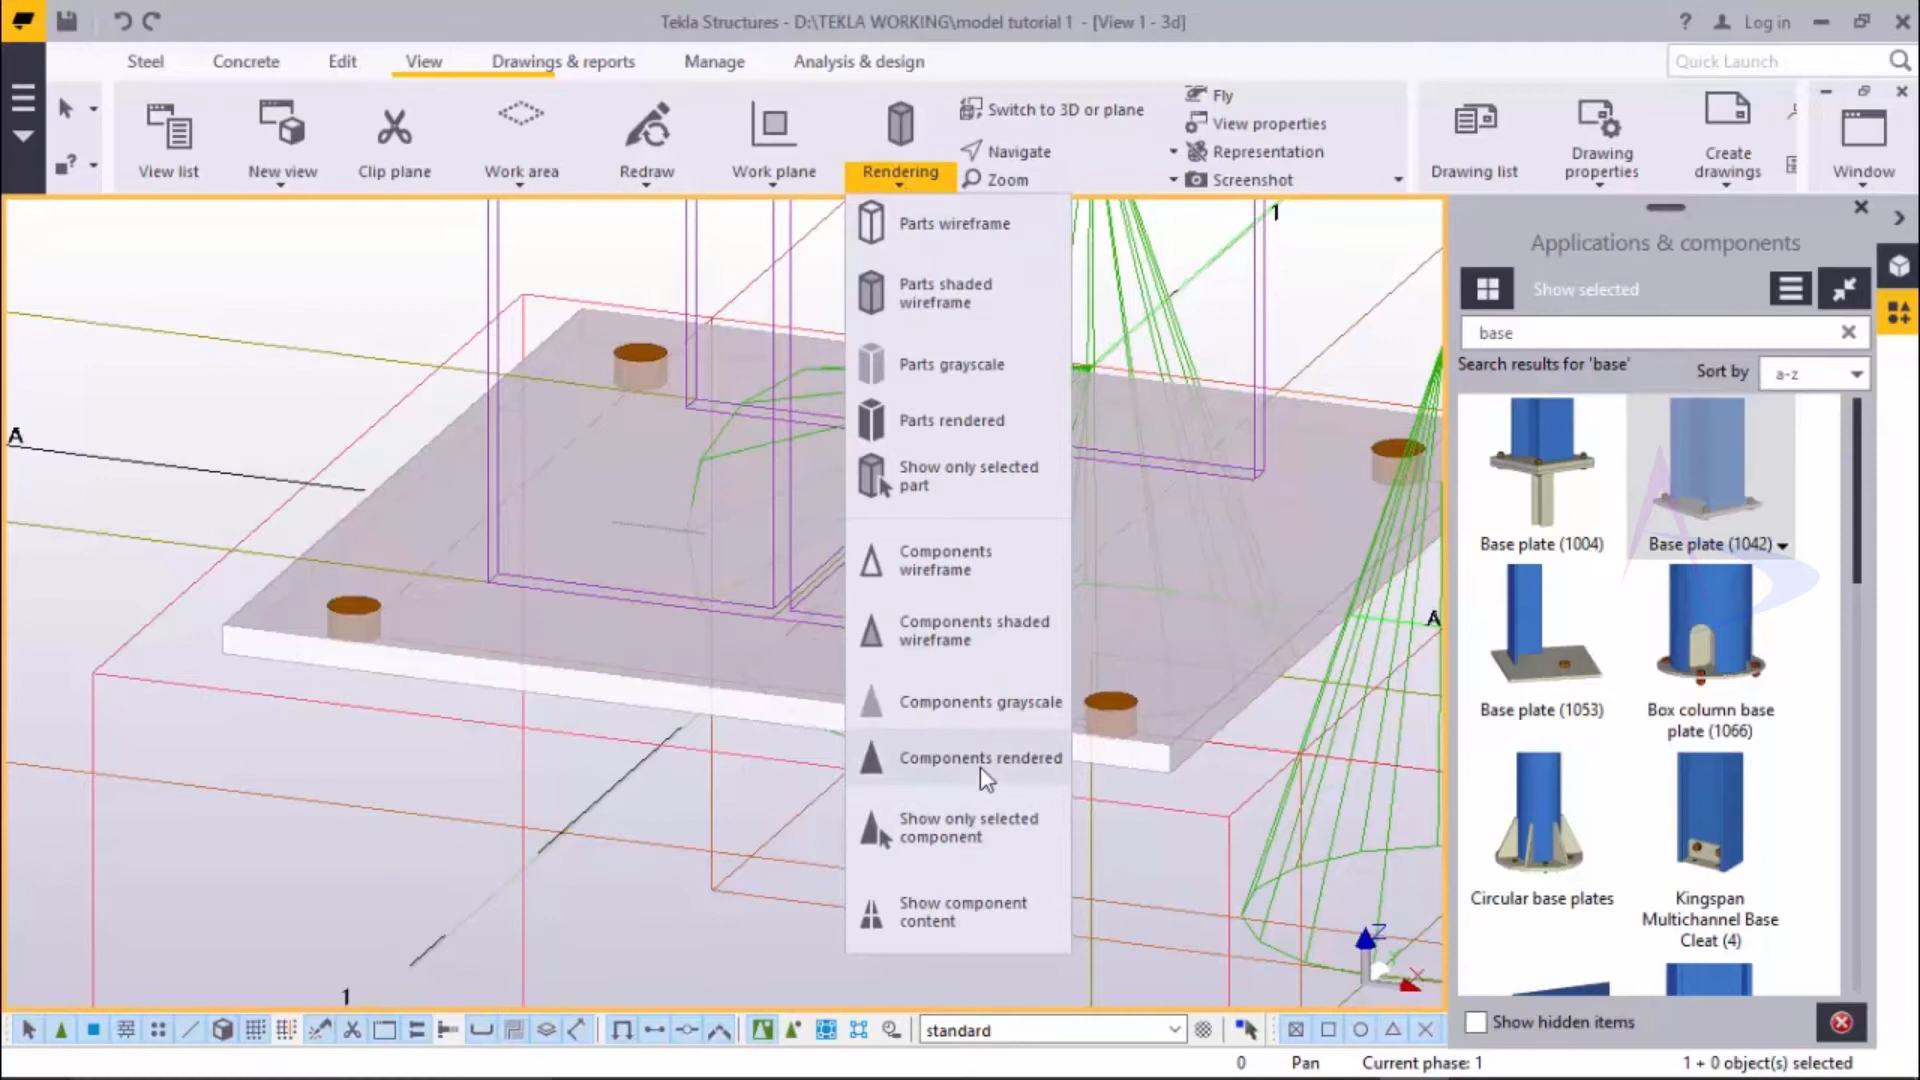 Tekla Structures - D:\TEKLA WORKING\model tutorial 1 - [View 1 - 3d]
? Log in
Steel Concrete Edit View Drawings & reports Manage Analysis & design
Quick Launch
View list
New view
Clip plane
Work area
Redraw
Work plane
Rendering
Switch to 3D or plane
Navigate
Zoom
Fly
View properties
Representation
Screenshot
Drawing list
Drawing
properties
Create
drawings
Window
Parts wireframe
Parts shaded
wireframe
Parts grayscale
Parts rendered
Show only selected
part
Components
wireframe
Components shaded
wireframe
Components grayscale
Components rendered
Show only selected
component
Show component
content
A
1
1
A
Z
X
Applications & components
Show selected
base
Search results for 'base'
Sort by a-z
Base plate (1004)
Base plate (1042)
Base plate (1053)
Box column base
plate (1066)
Circular base plates
Kingspan
Multichannel Base
Cleat (4)
Show hidden items
standard
0 Pan Current phase: 1 1 + 0 object(s) selected